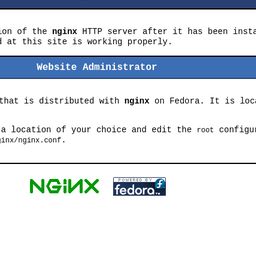 ion of the nginx HTTP server after it has been insta
d at this site is working properly.
Website Administrator
that is distributed with nginx on Fedora. It is loca
a location of your choice and edit the root configur
ginx/nginx.conf.
NGINX
POWERED BY
fedora